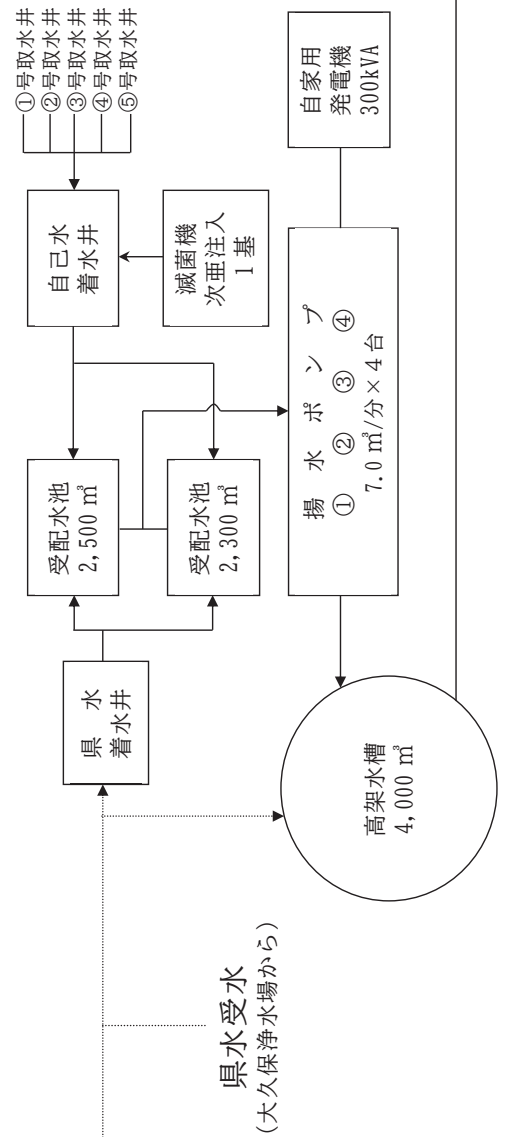 県水受水
(大久保浄水場から)
県　水
着水井
受配水池
2,500 ㎥
受配水池
2,300 ㎥
自己水
着水井
滅菌機
次亜注入
1 基
①号取水井
②号取水井
③号取水井
④号取水井
⑤号取水井
高架水槽
4,000 ㎥
揚　水　ポ　ン　プ
①　②　③　④
7.0 ㎥/分×４台
自家用
発電機
300kVA